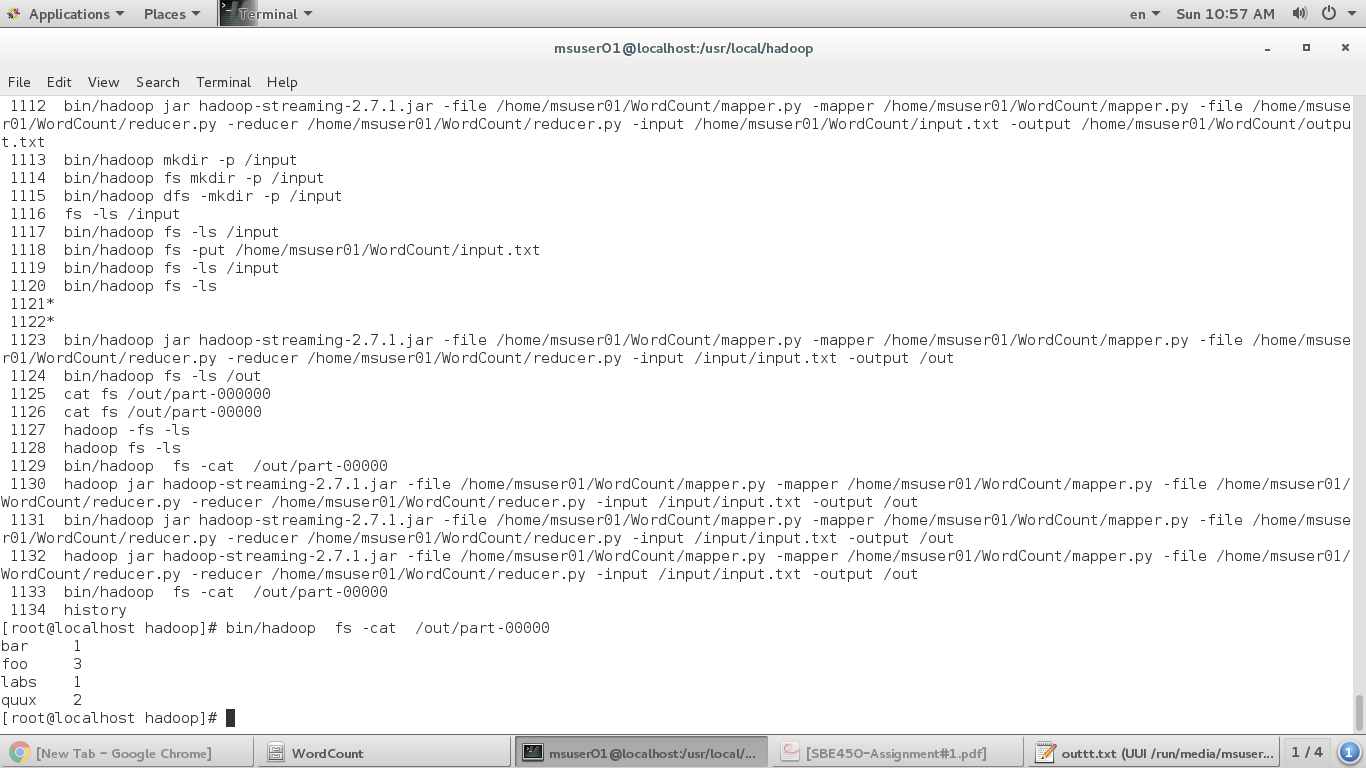 Applications Places Terminal en Sun 10:57 AM
msuser01@localhost:/usr/local/hadoop
File Edit View Search Terminal Help
1112  bin/hadoop jar hadoop-streaming-2.7.1.jar -file /home/msuser01/WordCount/mapper.py -mapper /home/msuser01/WordCount/mapper.py -file /home/msuse
r01/WordCount/reducer.py -reducer /home/msuser01/WordCount/reducer.py -input /home/msuser01/WordCount/input.txt -output /home/msuser01/WordCount/outpu
t.txt
1113  bin/hadoop mkdir -p /input
1114  bin/hadoop fs mkdir -p /input
1115  bin/hadoop dfs -mkdir -p /input
1116  fs -ls /input
1117  bin/hadoop fs -ls /input
1118  bin/hadoop fs -put /home/msuser01/WordCount/input.txt
1119  bin/hadoop fs -ls /input
1120  bin/hadoop fs -ls
1121*
1122*
1123  bin/hadoop jar hadoop-streaming-2.7.1.jar -file /home/msuser01/WordCount/mapper.py -mapper /home/msuser01/WordCount/mapper.py -file /home/msuse
r01/WordCount/reducer.py -reducer /home/msuser01/WordCount/reducer.py -input /input/input.txt -output /out
1124  bin/hadoop fs -ls /out
1125  cat fs /out/part-000000
1126  cat fs /out/part-00000
1127  hadoop -fs -ls
1128  hadoop fs -ls
1129  bin/hadoop  fs -cat  /out/part-00000
1130  hadoop jar hadoop-streaming-2.7.1.jar -file /home/msuser01/WordCount/mapper.py -mapper /home/msuser01/WordCount/mapper.py -file /home/msuser01/
WordCount/reducer.py -reducer /home/msuser01/WordCount/reducer.py -input /input/input.txt -output /out
1131  bin/hadoop jar hadoop-streaming-2.7.1.jar -file /home/msuser01/WordCount/mapper.py -mapper /home/msuser01/WordCount/mapper.py -file /home/msuse
r01/WordCount/reducer.py -reducer /home/msuser01/WordCount/reducer.py -input /input/input.txt -output /out
1132  hadoop jar hadoop-streaming-2.7.1.jar -file /home/msuser01/WordCount/mapper.py -mapper /home/msuser01/WordCount/mapper.py -file /home/msuser01/
WordCount/reducer.py -reducer /home/msuser01/WordCount/reducer.py -input /input/input.txt -output /out
1133  bin/hadoop  fs -cat  /out/part-00000
1134  history
[root@localhost hadoop]# bin/hadoop  fs -cat  /out/part-00000
bar     1
foo     3
labs    1
quux    2
[root@localhost hadoop]#
[New Tab - Google Chrome] WordCount msuser01@localhost:/usr/local/... [SBE450-Assignment#1.pdf] outtt.txt (UUI /run/media/msuser... 1 / 4 1